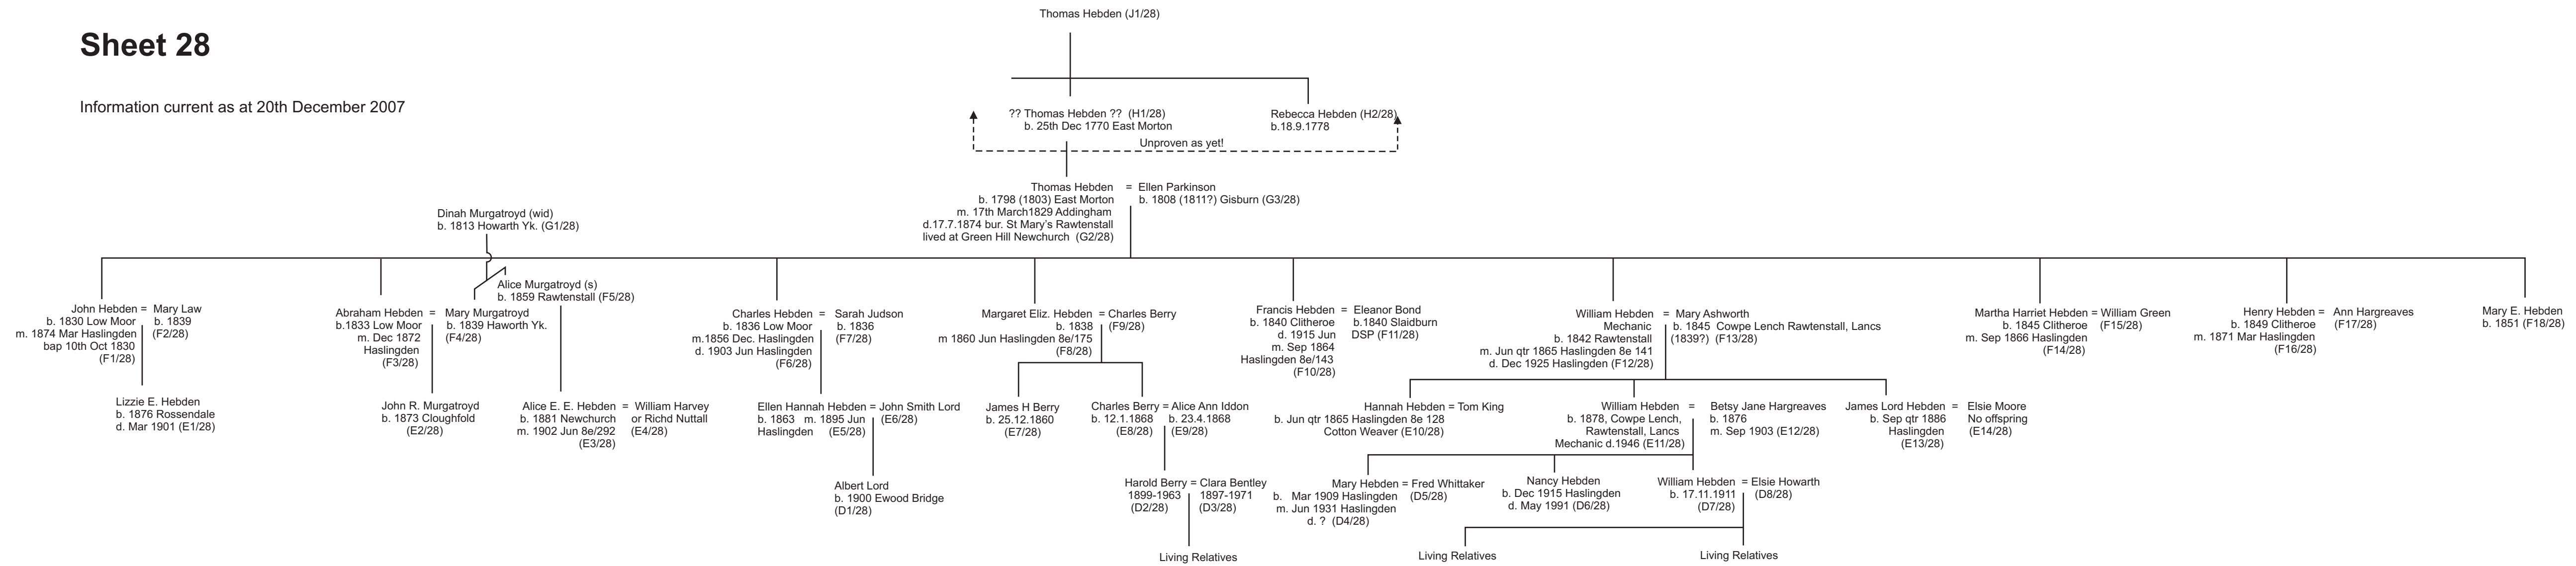 Thomas Hebden (J1/28)
Sheet 28
Information current as at 20th December 2007
?? Thomas Hebden ?? (H1/28)
b. 25th Dec 1770 East Morton
Rebecca Hebden (H2/28)
b.18.9.1778
Unproven as yet!
Thomas Hebden = Ellen Parkinson
b. 1798 (1803) East Morton b. 1808 (1811?) Gisburn (G3/28)
m. 17th March1829 Addingham
d.17.7.1874 bur. St Mary's Rawtenstall
lived at Green Hill Newchurch (G2/28)
Dinah Murgatroyd (wid)
b. 1813 Howarth Yk. (G1/28)
Alice Murgatroyd (s)
b. 1859 Rawtenstall (F5/28)
John Hebden = Mary Law
b. 1830 Low Moor b. 1839
m. 1874 Mar Haslingden (F2/28)
bap 10th Oct 1830
(F1/28)
Abraham Hebden = Mary Murgatroyd
b.1833 Low Moor b. 1839 Haworth Yk.
m. Dec 1872 (F4/28)
Haslingden
(F3/28)
Charles Hebden = Sarah Judson
b. 1836 Low Moor b. 1836
m.1856 Dec. Haslingden (F7/28)
d. 1903 Jun Haslingden
(F6/28)
Margaret Eliz. Hebden = Charles Berry
b. 1838 (F9/28)
m 1860 Jun Haslingden 8e/175
(F8/28)
Francis Hebden = Eleanor Bond
b. 1840 Clitheroe b.1840 Slaidburn
d. 1915 Jun DSP (F11/28)
m. Sep 1864
Haslingden 8e/143
(F10/28)
William Hebden = Mary Ashworth
Mechanic b. 1845 Cowpe Lench Rawtenstall, Lancs
b. 1842 Rawtenstall (1839?) (F13/28)
m. Jun qtr 1865 Haslingden 8e 141
d. Dec 1925 Haslingden (F12/28)
Martha Harriet Hebden = William Green
b. 1845 Clitheroe (F15/28)
m. Sep 1866 Haslingden
(F14/28)
Henry Hebden = Ann Hargreaves
b. 1849 Clitheroe (F17/28)
m. 1871 Mar Haslingden
(F16/28)
Mary E. Hebden
b. 1851 (F18/28)
Lizzie E. Hebden
b. 1876 Rossendale
d. Mar 1901 (E1/28)
John R. Murgatroyd
b. 1873 Cloughfold
(E2/28)
Alice E. E. Hebden = William Harvey
b. 1881 Newchurch or Richd Nuttall
m. 1902 Jun 8e/292 (E4/28)
(E3/28)
Ellen Hannah Hebden = John Smith Lord
b. 1863 m. 1895 Jun (E6/28)
Haslingden (E5/28)
James H Berry
b. 25.12.1860
(E7/28)
Charles Berry = Alice Ann Iddon
b. 12.1.1868 b. 23.4.1868
(E8/28) (E9/28)
Hannah Hebden = Tom King
b. Jun qtr 1865 Haslingden 8e 128
Cotton Weaver (E10/28)
William Hebden = Betsy Jane Hargreaves
b. 1878, Cowpe Lench, b. 1876
Rawtenstall, Lancs m. Sep 1903 (E12/28)
Mechanic d.1946 (E11/28)
James Lord Hebden = Elsie Moore
b. Sep qtr 1886 No offspring
Haslingden (E14/28)
(E13/28)
Albert Lord
b. 1900 Ewood Bridge
(D1/28)
Harold Berry = Clara Bentley
1899-1963 1897-1971
(D2/28) (D3/28)
Mary Hebden = Fred Whittaker
b. Mar 1909 Haslingden (D5/28)
m. Jun 1931 Haslingden
d. ? (D4/28)
Nancy Hebden
b. Dec 1915 Haslingden
d. May 1991 (D6/28)
William Hebden = Elsie Howarth
b. 17.11.1911 (D8/28)
(D7/28)
Living Relatives
Living Relatives
Living Relatives